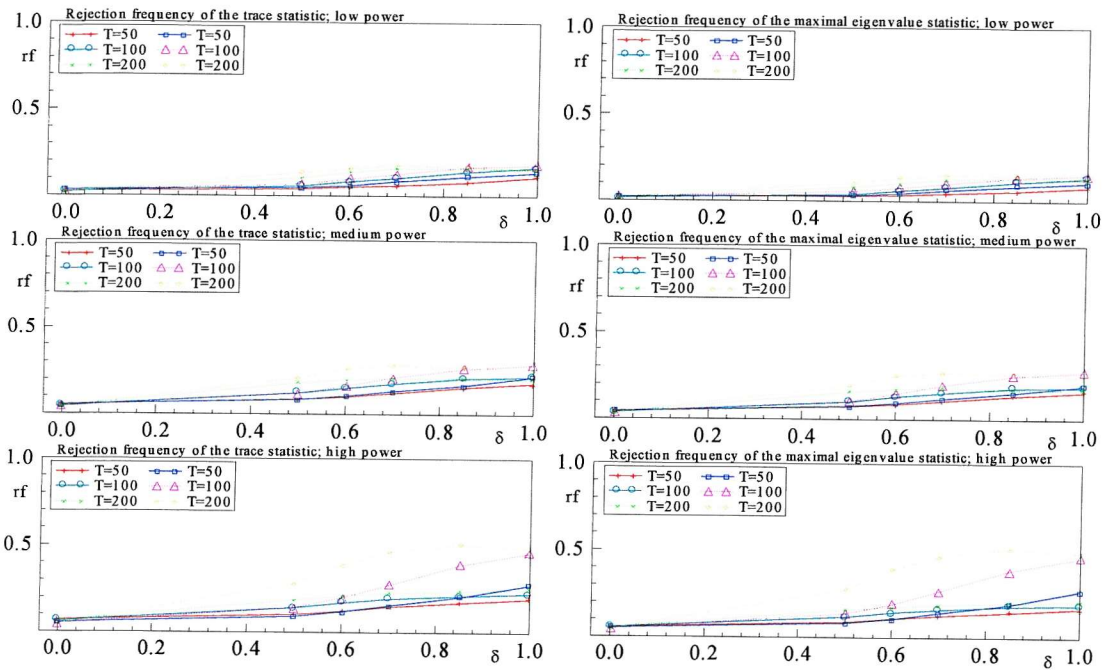 Rejection frequency of the trace statistic; low power
1.0
rf
0.5
T=50 T=50
T=100 T=100
T=200 T=200
0.0 0.2 0.4 0.6 0.8 δ 1.0
Rejection frequency of the maximal eigenvalue statistic; low power
1.0
rf
0.5
T=50 T=50
T=100 T=100
T=200 T=200
0.0 0.2 0.4 0.6 0.8 δ 1.0
Rejection frequency of the trace statistic; medium power
1.0
rf
0.5
T=50 T=50
T=100 T=100
T=200 T=200
0.0 0.2 0.4 0.6 0.8 δ 1.0
Rejection frequency of the maximal eigenvalue statistic; medium power
1.0
rf
0.5
T=50 T=50
T=100 T=100
T=200 T=200
0.0 0.2 0.4 0.6 0.8 δ 1.0
Rejection frequency of the trace statistic; high power
1.0
rf
0.5
T=50 T=50
T=100 T=100
T=200 T=200
0.0 0.2 0.4 0.6 0.8 δ 1.0
Rejection frequency of the maximal eigenvalue statistic; high power
1.0
rf
0.5
T=50 T=50
T=100 T=100
T=200 T=200
0.0 0.2 0.4 0.6 0.8 δ 1.0